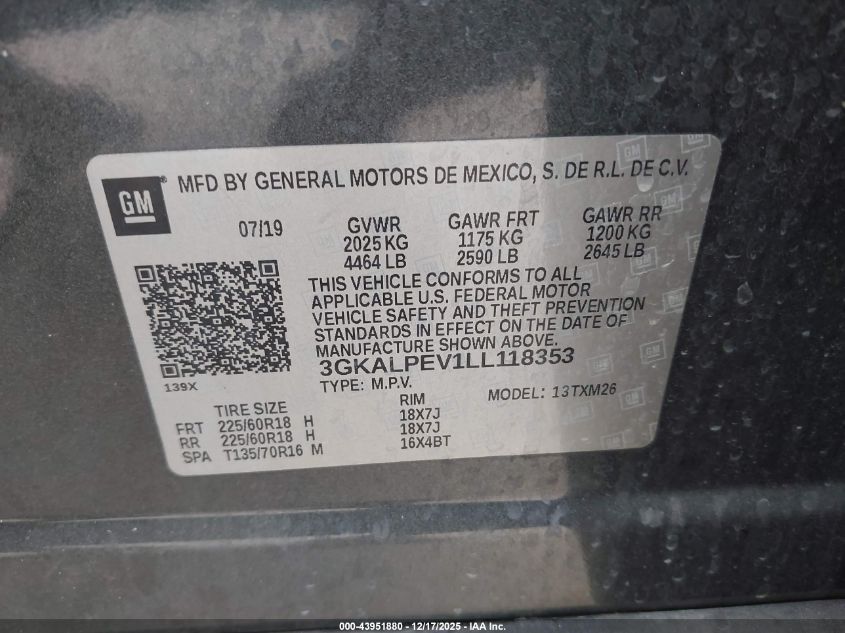 GM
MFD BY GENERAL MOTORS DE MEXICO, S. DE R.L. DE C.V.
07/19 GVWR GAWR FRT GAWR RR
2025 KG 1175 KG 1200 KG
4464 LB 2590 LB 2645 LB
THIS VEHICLE CONFORMS TO ALL
APPLICABLE U.S. FEDERAL MOTOR
VEHICLE SAFETY AND THEFT PREVENTION
STANDARDS IN EFFECT ON THE DATE OF
MANUFACTURE SHOWN ABOVE.
139X
3GKALPEV1LL118353
TYPE: M.P.V. MODEL: 13TXM26
TIRE SIZE RIM
FRT 225/60R18 H 18X7J
RR 225/60R18 H 18X7J
SPA T135/70R16 M 16X4BT
000-43951880 - 12/17/2025 - IAA Inc.